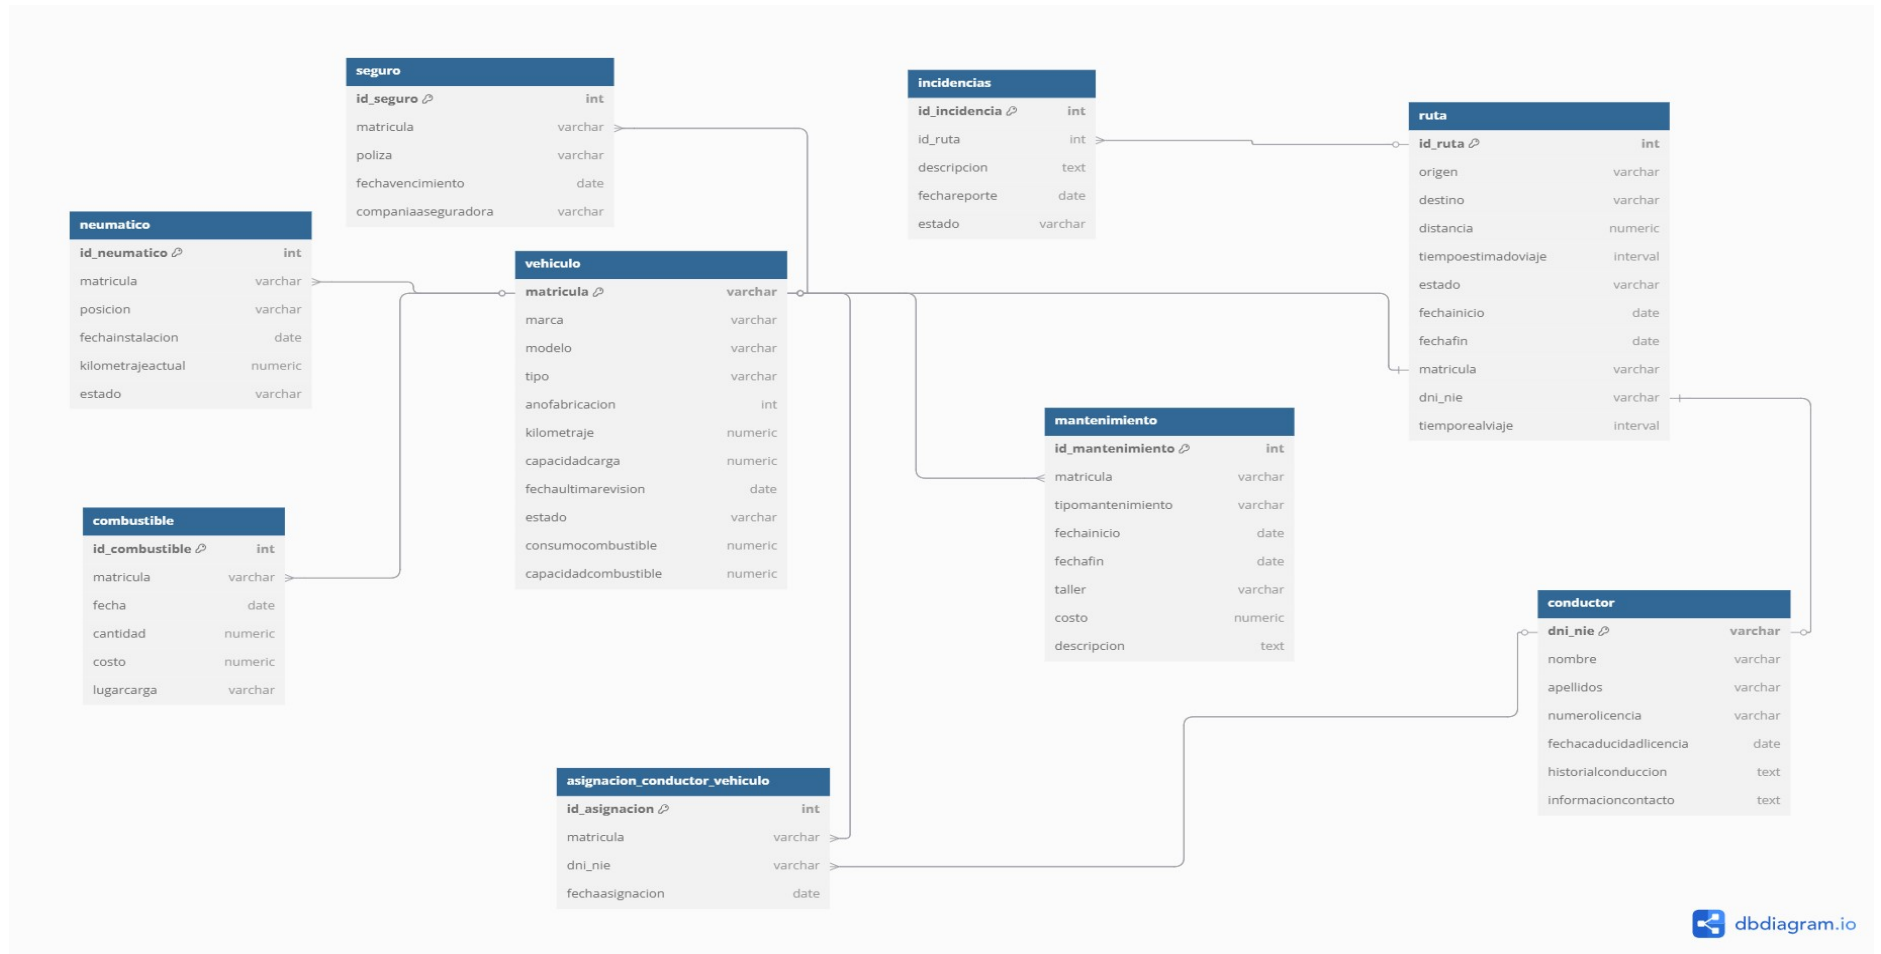 seguro
id_seguro int
matricula varchar
poliza varchar
fechavencimiento date
companiaaseguradora varchar
incidencias
id_incidencia int
id_ruta int
descripcion text
fechareporte date
estado varchar
ruta
id_ruta int
origen varchar
destino varchar
distancia numeric
tiempoestimadoviaje interval
estado varchar
fechainicio date
fechafin date
matricula varchar
dni_nie varchar
tiemporealviaje interval
neumatico
id_neumatico int
matricula varchar
posicion varchar
fechainstalacion date
kilometrajeactual numeric
estado varchar
vehiculo
matricula varchar
marca varchar
modelo varchar
tipo varchar
anofabricacion int
kilometraje numeric
capacidadcarga numeric
fechaultimarevision date
estado varchar
consumocombustible numeric
capacidadcombustible numeric
mantenimiento
id_mantenimiento int
matricula varchar
tipomantenimiento varchar
fechainicio date
fechafin date
taller varchar
costo numeric
descripcion text
combustible
id_combustible int
matricula varchar
fecha date
cantidad numeric
costo numeric
lugarcarga varchar
conductor
dni_nie varchar
nombre varchar
apellidos varchar
numerolicencia varchar
fechacaducidadlicencia date
historialconduccion text
informacioncontacto text
asignacion_conductor_vehiculo
id_asignacion int
matricula varchar
dni_nie varchar
fechaasignacion date
dbdiagram.io